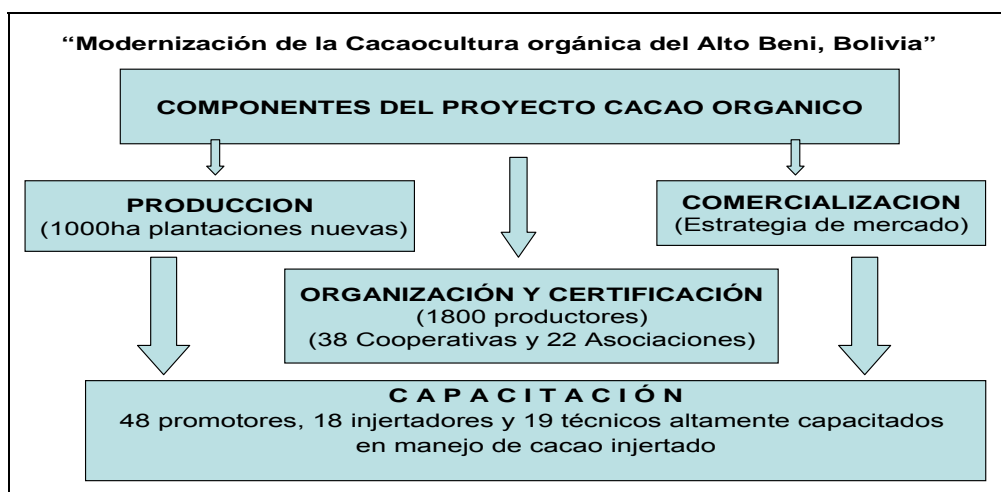 “Modernización de la Cacaocultura orgánica del Alto Beni, Bolivia”
COMPONENTES DEL PROYECTO CACAO ORGANICO
PRODUCCION
(1000ha plantaciones nuevas)
COMERCIALIZACION
(Estrategia de mercado)
ORGANIZACIÓN Y CERTIFICACIÓN
(1800 productores)
(38 Cooperativas y 22 Asociaciones)
C A P A C I T A C I Ó N
48 promotores, 18 injertadores y 19 técnicos altamente capacitados
en manejo de cacao injertado